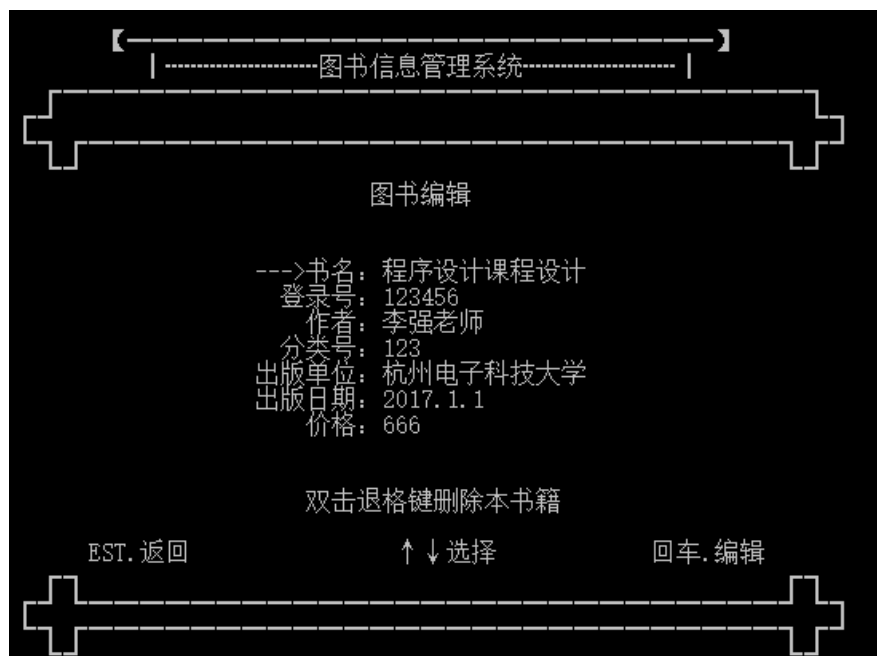 图书信息管理系统
图书编辑
--->书名：程序设计课程设计
登录号：123456
作者：李强老师
分类号：123
出版单位：杭州电子科技大学
出版日期：2017.1.1
价格：666
双击退格键删除本书籍
EST.返回 ↑↓选择 回车.编辑